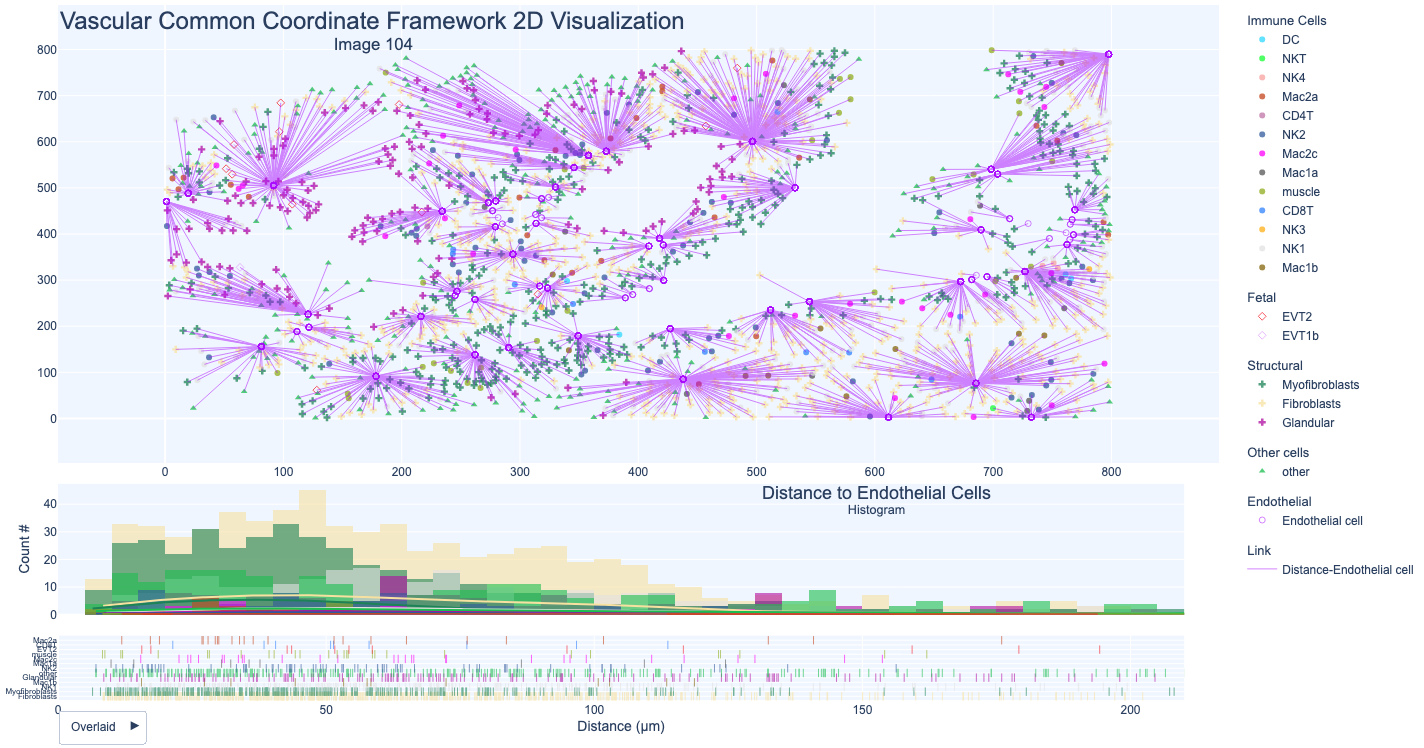 Vascular Common Coordinate Framework 2D Visualization
Image 104
800
700
600
500
400
300
200
100
0
0 100 200 300 400 500 600 700 800
Immune Cells
DC
NKT
NK4
Mac2a
CD4T
NK2
Mac2c
Mac1a
muscle
CD8T
NK3
NK1
Mac1b
Fetal
EVT2
EVT1b
Structural
Myofibroblasts
Fibroblasts
Glandular
Other cells
other
Endothelial
Endothelial cell
Link
Distance-Endothelial cell
Distance to Endothelial Cells
Histogram
Count #
40
30
20
10
0
Mac2a
CD8T
EVT2
muscle
Mac2c
Mac1a
NK2
other
Glandular
Mac1b
Myofibroblasts
Fibroblasts
0 50 100 150 200
Distance (μm)
Overlaid ▶